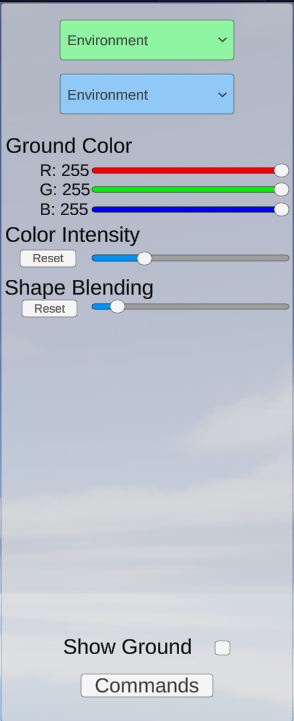 Environment
Environment
Ground Color
R: 255
G: 255
B: 255
Color Intensity
Reset
Shape Blending
Reset
Show Ground
Commands